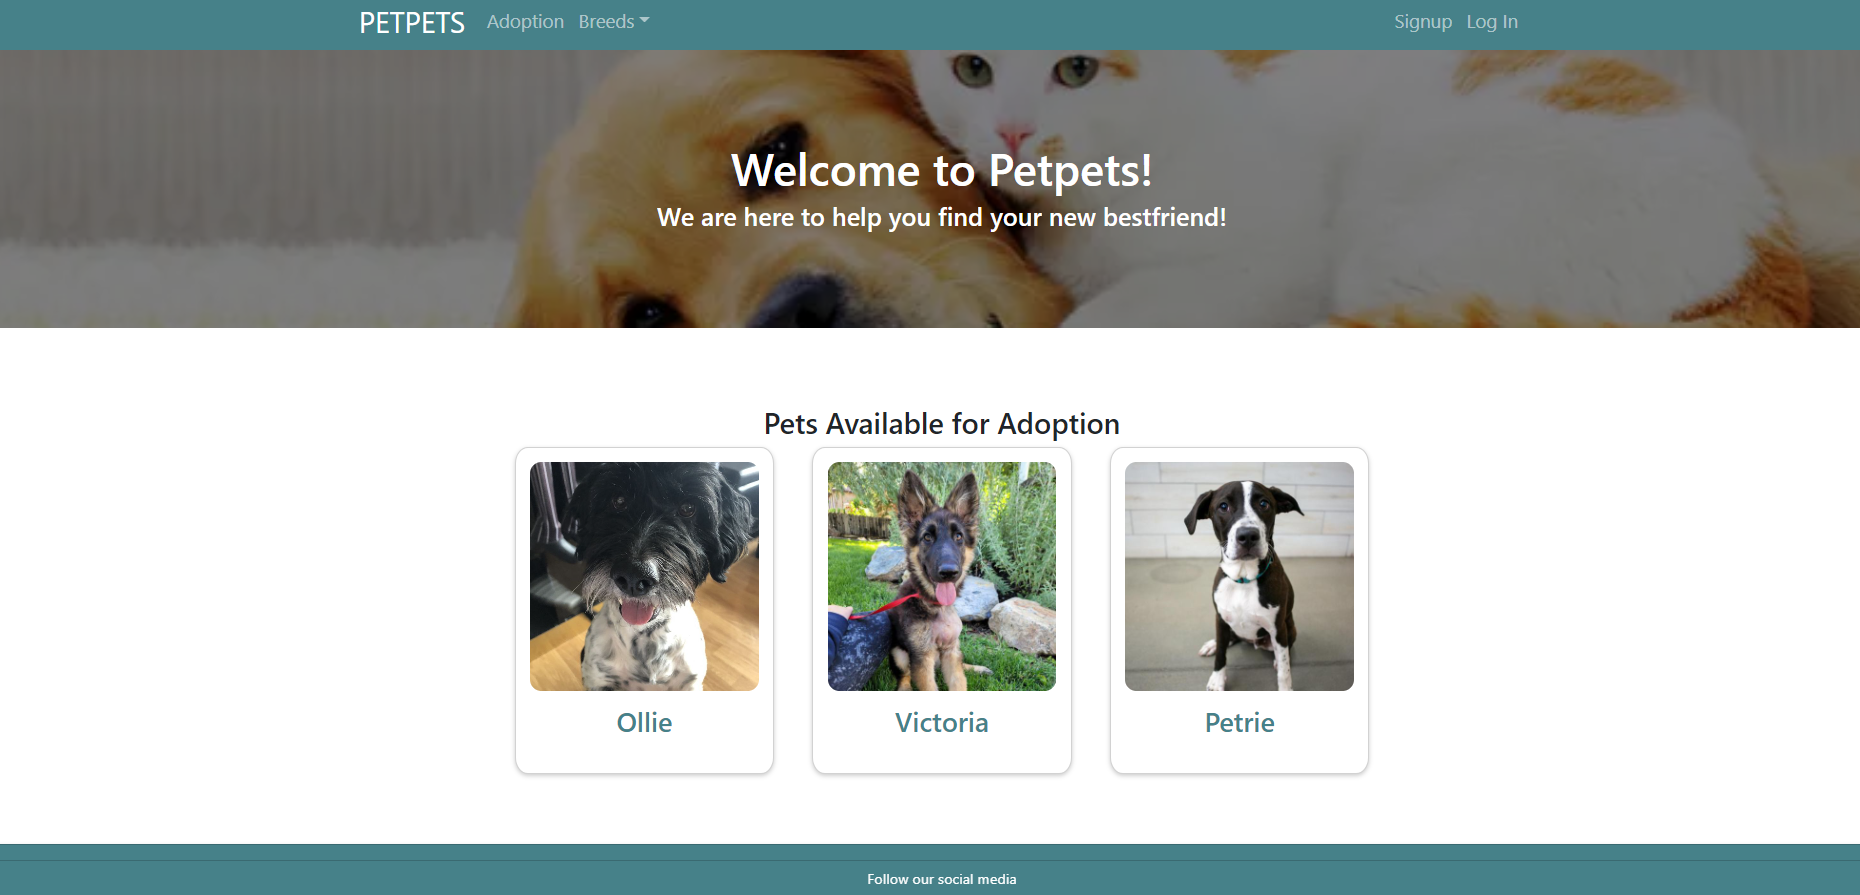 PETPETS Adoption Breeds Signup Log In
Welcome to Petpets!
We are here to help you find your new bestfriend!
Pets Available for Adoption
Ollie Victoria Petrie
Follow our social media